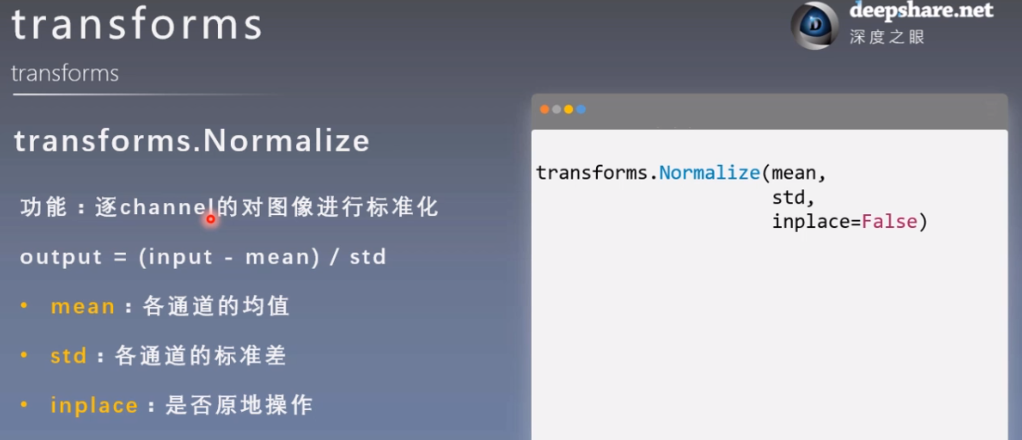 transforms
deepshare.net
深度之眼
transforms
transforms.Normalize
功能：逐channel的对图像进行标准化
output = (input - mean) / std
• mean：各通道的均值
• std：各通道的标准差
• inplace：是否原地操作
transforms.Normalize(mean,
std,
inplace=False)